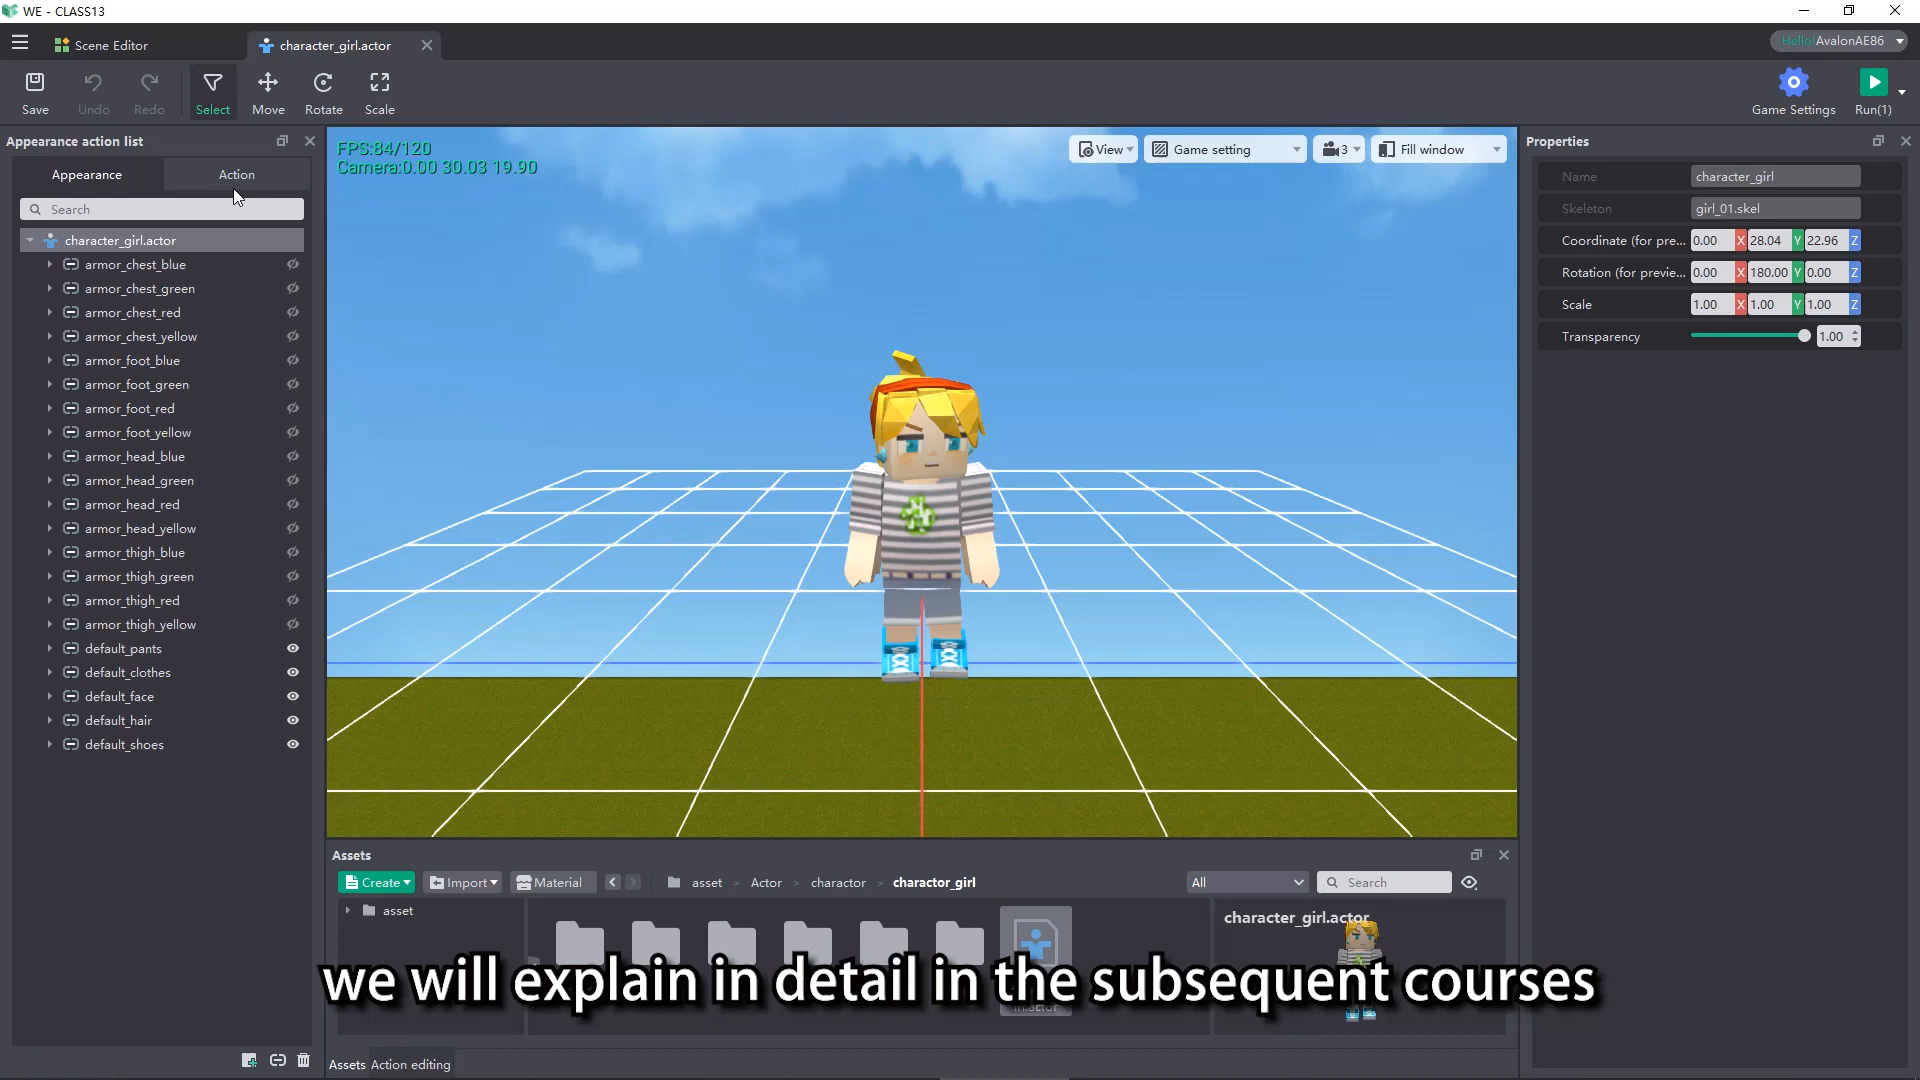 WE - CLASS13
Scene Editor
character_girl.actor
Hello! AvalonAE86
Save
Undo
Redo
Select
Move
Rotate
Scale
Game Settings
Run(1)
Appearance action list
Appearance
Action
Search
character_girl.actor
armor_chest_blue
armor_chest_green
armor_chest_red
armor_chest_yellow
armor_foot_blue
armor_foot_green
armor_foot_red
armor_foot_yellow
armor_head_blue
armor_head_green
armor_head_red
armor_head_yellow
armor_thigh_blue
armor_thigh_green
armor_thigh_red
armor_thigh_yellow
default_pants
default_clothes
default_face
default_hair
default_shoes
FPS:84/120
Camera:0.00 30.03 19.90
View
Game setting
3
Fill window
Properties
Name character_girl
Skeleton girl_01.skel
Coordinate (for pre... 0.00 X 28.04 Y 22.96 Z
Rotation (for previe... 0.00 X 180.00 Y 0.00 Z
Scale 1.00 X 1.00 Y 1.00 Z
Transparency 1.00
Assets
Create
Import
Material
asset > Actor > charactor > charactor_girl
All
Search
asset
character_girl.actor
we will explain in detail in the subsequent courses
Assets
Action editing